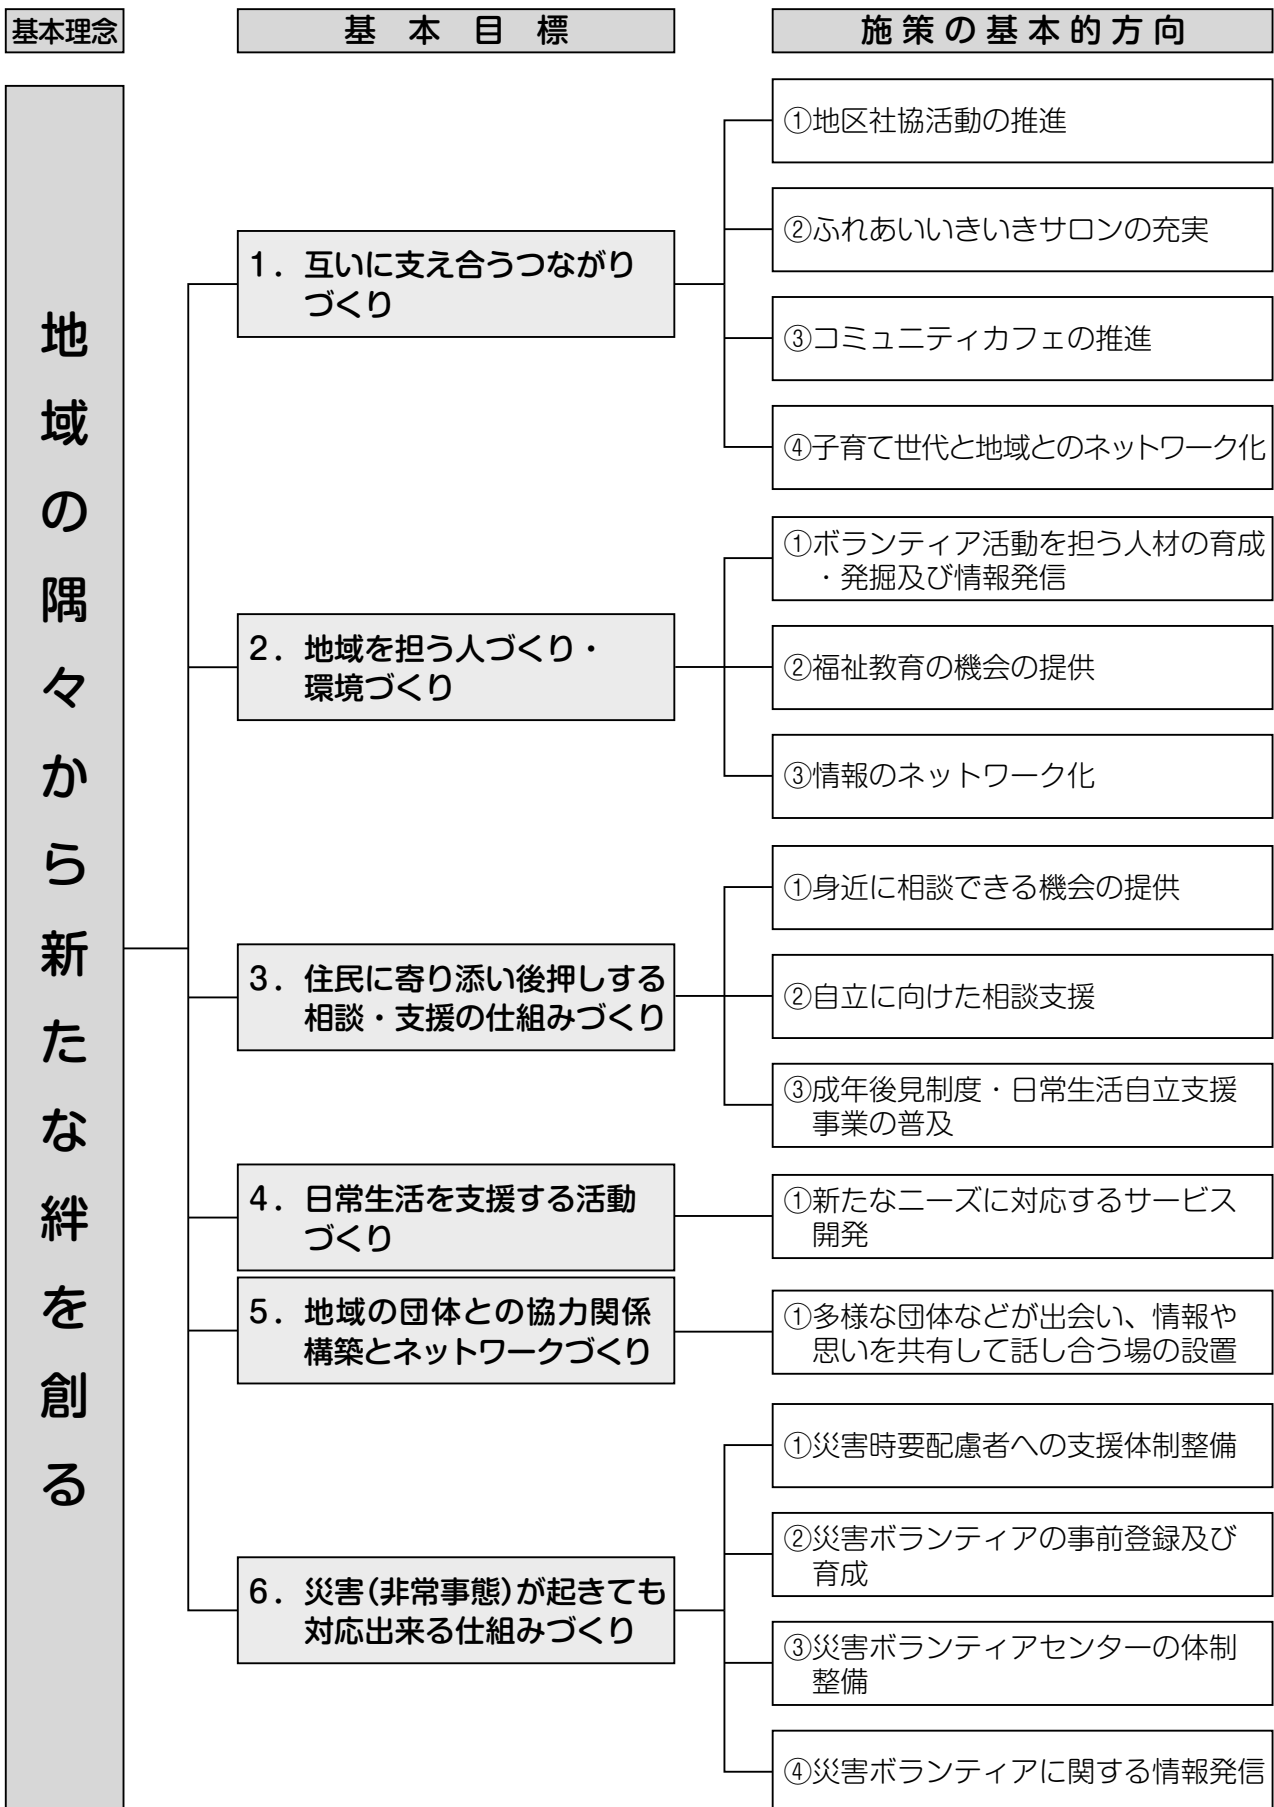 基本理念
基本目標
施策の基本的方向
地域の隅々から新たな絆を創る
1．互いに支え合うつながり
づくり
①地区社協活動の推進
②ふれあいいきいきサロンの充実
③コミュニティカフェの推進
④子育て世代と地域とのネットワーク化
2．地域を担う人づくり・
環境づくり
①ボランティア活動を担う人材の育成
・発掘及び情報発信
②福祉教育の機会の提供
③情報のネットワーク化
3．住民に寄り添い後押しする
相談・支援の仕組みづくり
①身近に相談できる機会の提供
②自立に向けた相談支援
③成年後見制度・日常生活自立支援
事業の普及
4．日常生活を支援する活動
づくり
①新たなニーズに対応するサービス
開発
5．地域の団体との協力関係
構築とネットワークづくり
①多様な団体などが出会い、情報や
思いを共有して話し合う場の設置
6．災害(非常事態)が起きても
対応出来る仕組みづくり
①災害時要配慮者への支援体制整備
②災害ボランティアの事前登録及び
育成
③災害ボランティアセンターの体制
整備
④災害ボランティアに関する情報発信